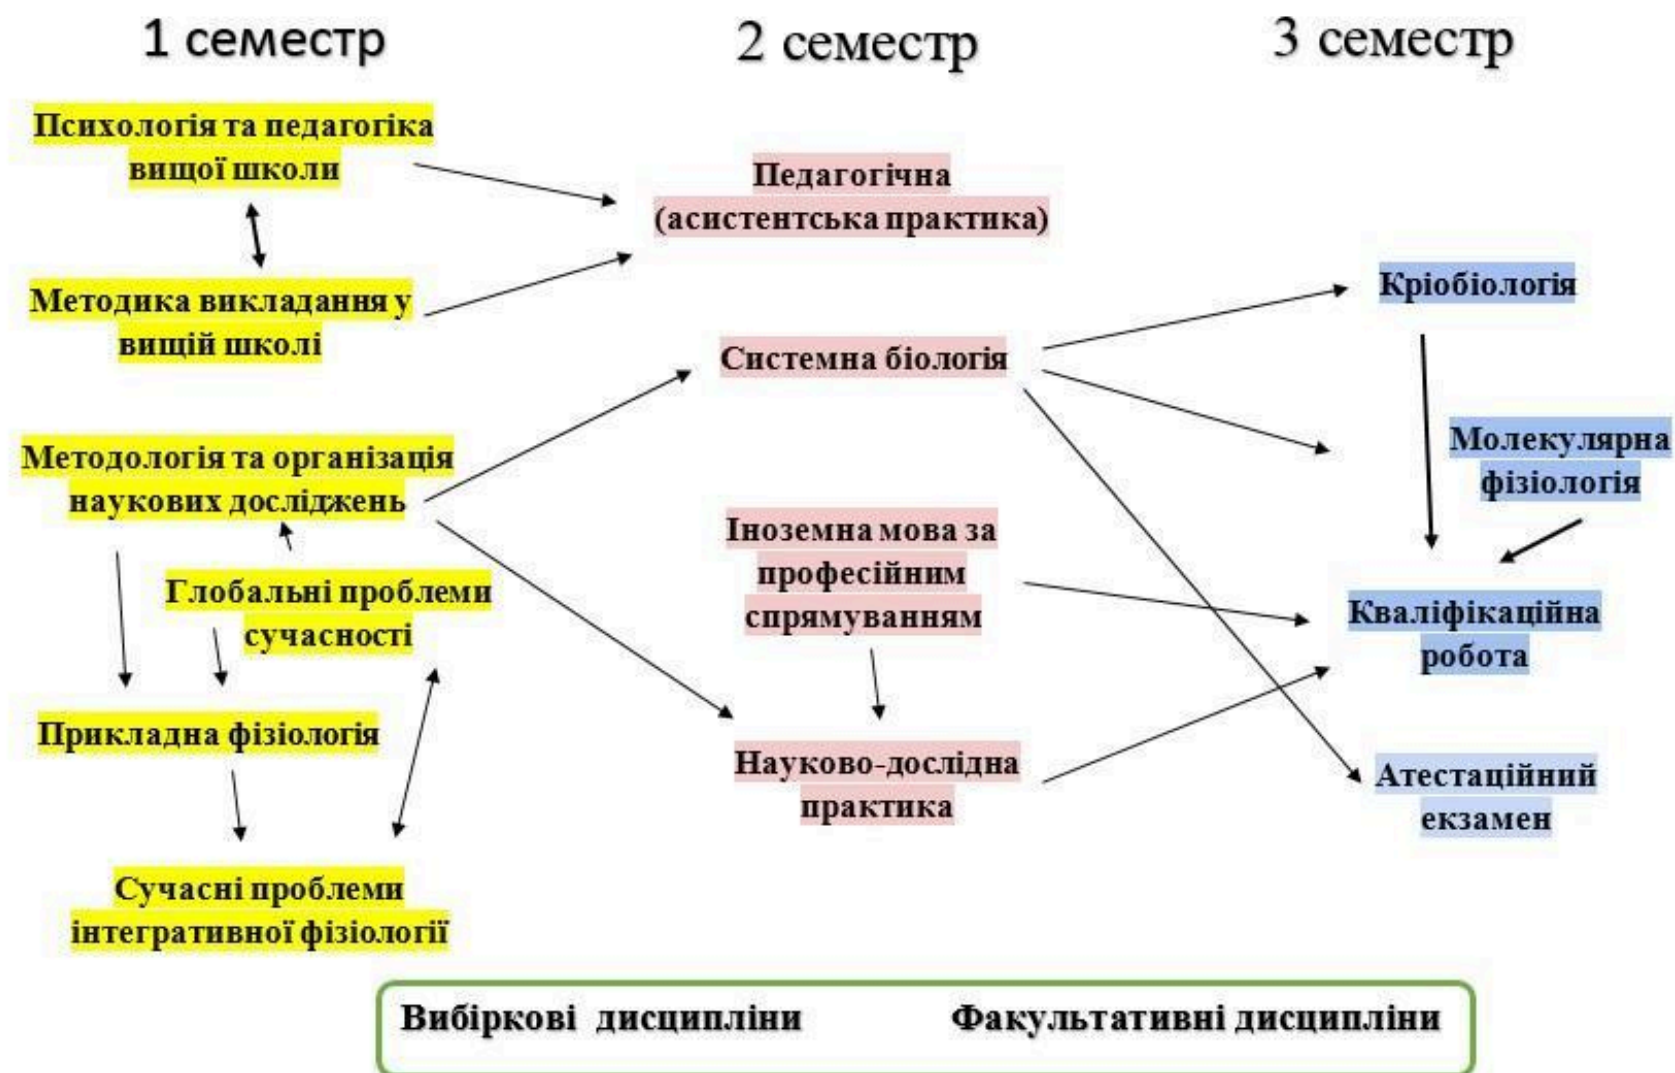 1 семестр
2 семестр
3 семестр
Психологія та педагогіка
вищої школи
Методика викладання у
вищій школі
Методологія та організація
наукових досліджень
Глобальні проблеми
сучасності
Прикладна фізіологія
Сучасні проблеми
інтегративної фізіології
Педагогічна
(асистентська практика)
Системна біологія
Іноземна мова за
професійним
спрямуванням
Науково-дослідна
практика
Кріобіологія
Молекулярна
фізіологія
Кваліфікаційна
робота
Атестаційний
екзамен
Вибіркові дисципліни
Факультативні дисципліни